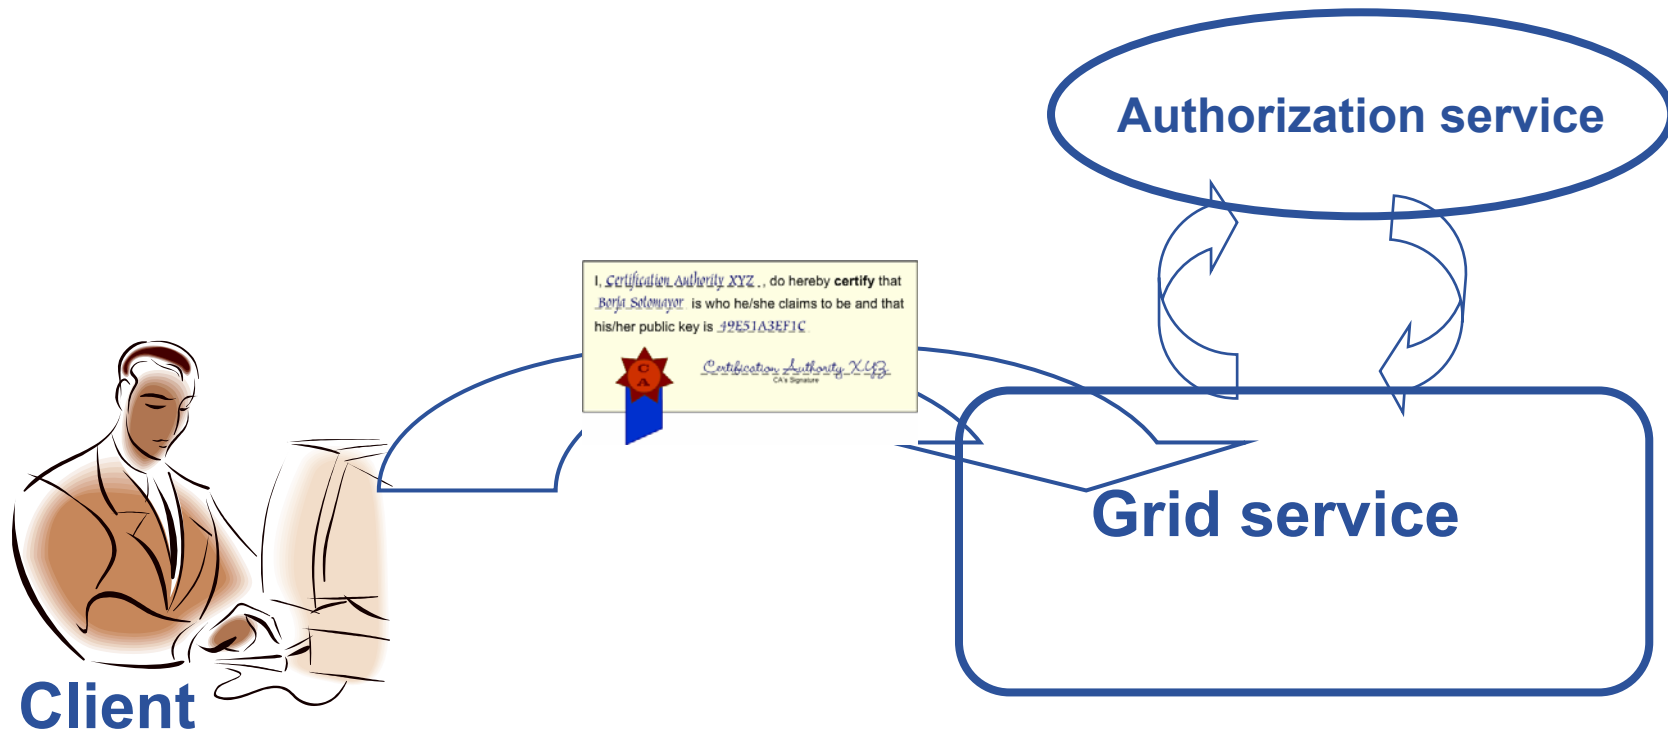 Authorization service
I, Certification Authority XYZ , do hereby certify that
Borja Sotomayor is who he/she claims to be and that
his/her public key is 49E51A3EF1C
Certification Authority XYZ
CA's Signature
C
A
Grid service
Client